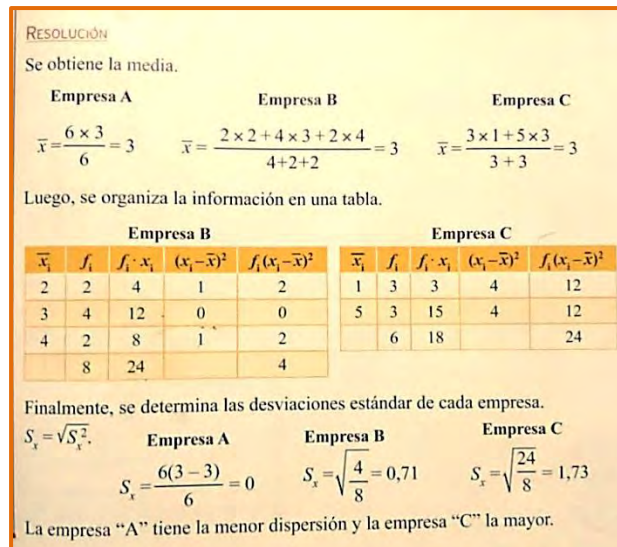 RESOLUCIÓN
Se obtiene la media.
Empresa A Empresa B Empresa C
x̄ = 6 × 3 / 6 = 3 x̄ = 2 × 2 + 4 × 3 + 2 × 4 / 4+2+2 = 3 x̄ = 3 × 1 + 5 × 3 / 3 + 3 = 3
Luego, se organiza la información en una tabla.
Empresa B Empresa C
x̄ᵢ fᵢ fᵢ · xᵢ (xᵢ–x̄)² fᵢ(xᵢ–x̄)² x̄ᵢ fᵢ fᵢ · xᵢ (xᵢ–x̄)² fᵢ(xᵢ–x̄)²
2 2 4 1 2 1 3 3 4 12
3 4 12 0 0 5 3 15 4 12
4 2 8 1 2 6 18 24
8 24 4
Finalmente, se determina las desviaciones estándar de cada empresa.
Sₓ = √Sₓ². Empresa A Empresa B Empresa C
Sₓ = 6(3 – 3) / 6 = 0 Sₓ = √(4/8) = 0,71 Sₓ = √(24/8) = 1,73
La empresa “A” tiene la menor dispersión y la empresa “C” la mayor.